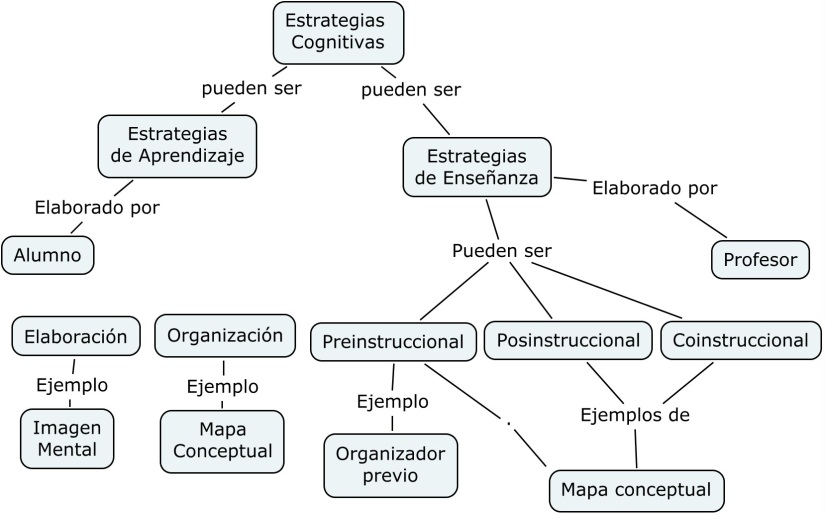 Estrategias
Cognitivas
pueden ser
pueden ser
Estrategias
de Aprendizaje
Estrategias
de Enseñanza
Elaborado por
Elaborado por
Alumno
Pueden ser
Profesor
Elaboración
Organización
Preinstruccional
Posinstruccional
Coinstruccional
Ejemplo
Ejemplo
Ejemplo
Ejemplos de
Imagen
Mental
Mapa
Conceptual
Organizador
previo
Mapa conceptual